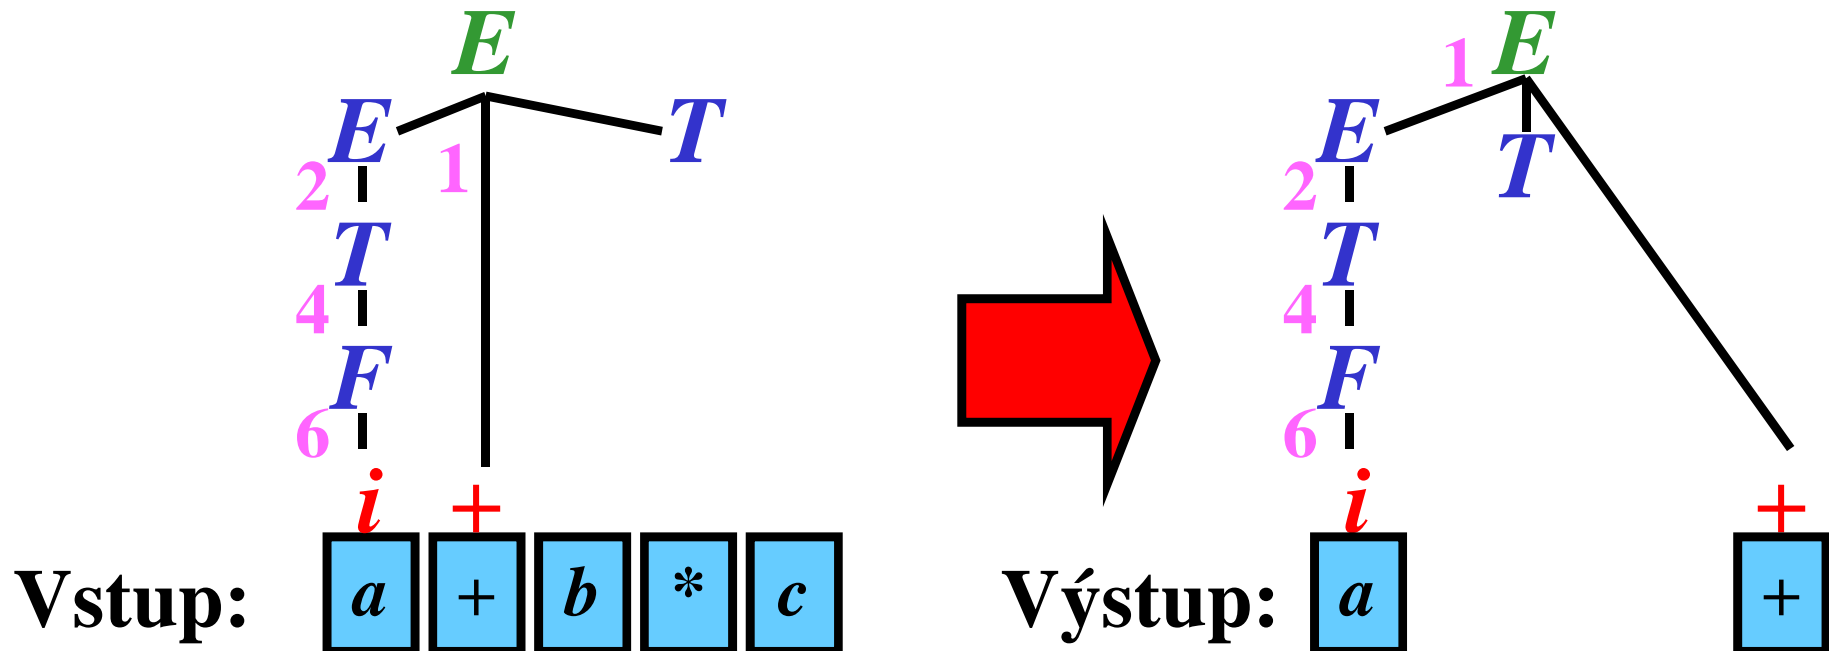 E 1 E
E T E
1 T
2 2
T T
4 4
F F
6 6
i + i +
Vstup: a + b * c Výstup: a +